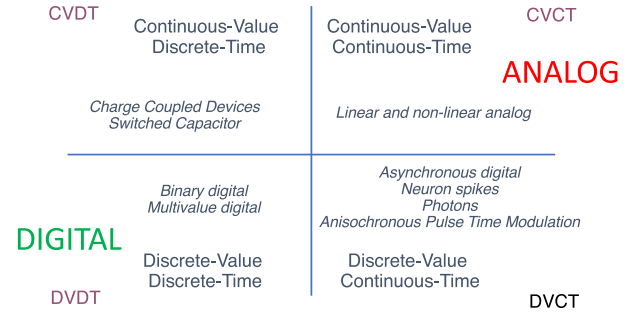 CVDT
Continuous-Value
Discrete-Time
Charge Coupled Devices
Switched Capacitor
CVCT
Continuous-Value
Continuous-Time
ANALOG
Linear and non-linear analog
Binary digital
Multivalue digital
DIGITAL
Discrete-Value
Discrete-Time
DVDT
Asynchronous digital
Neuron spikes
Photons
Anisochronous Pulse Time Modulation
Discrete-Value
Continuous-Time
DVCT